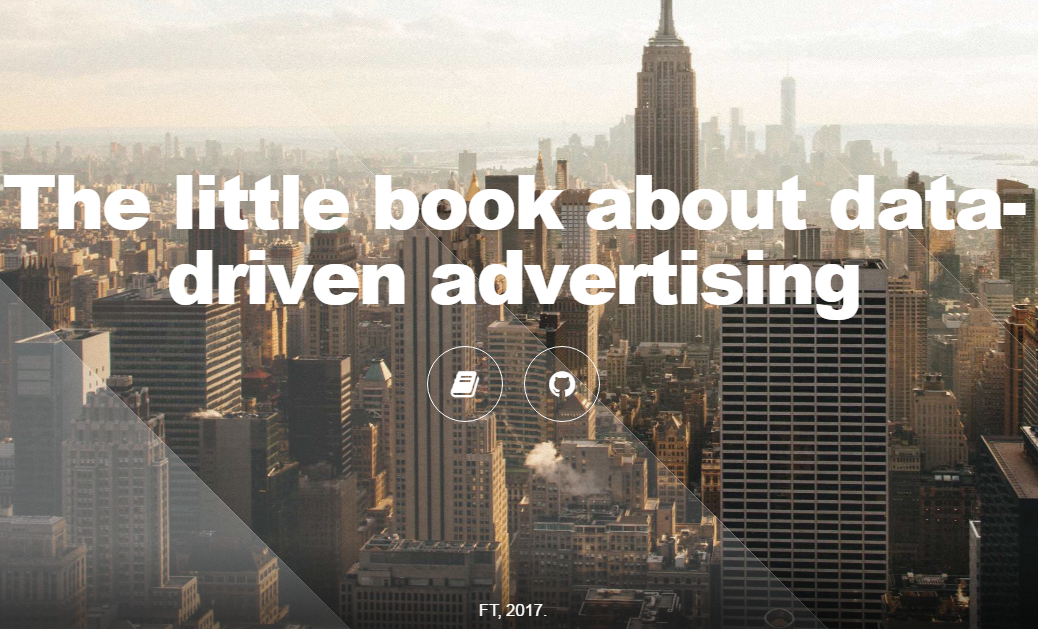 The little book about data-
driven advertising
FT, 2017.